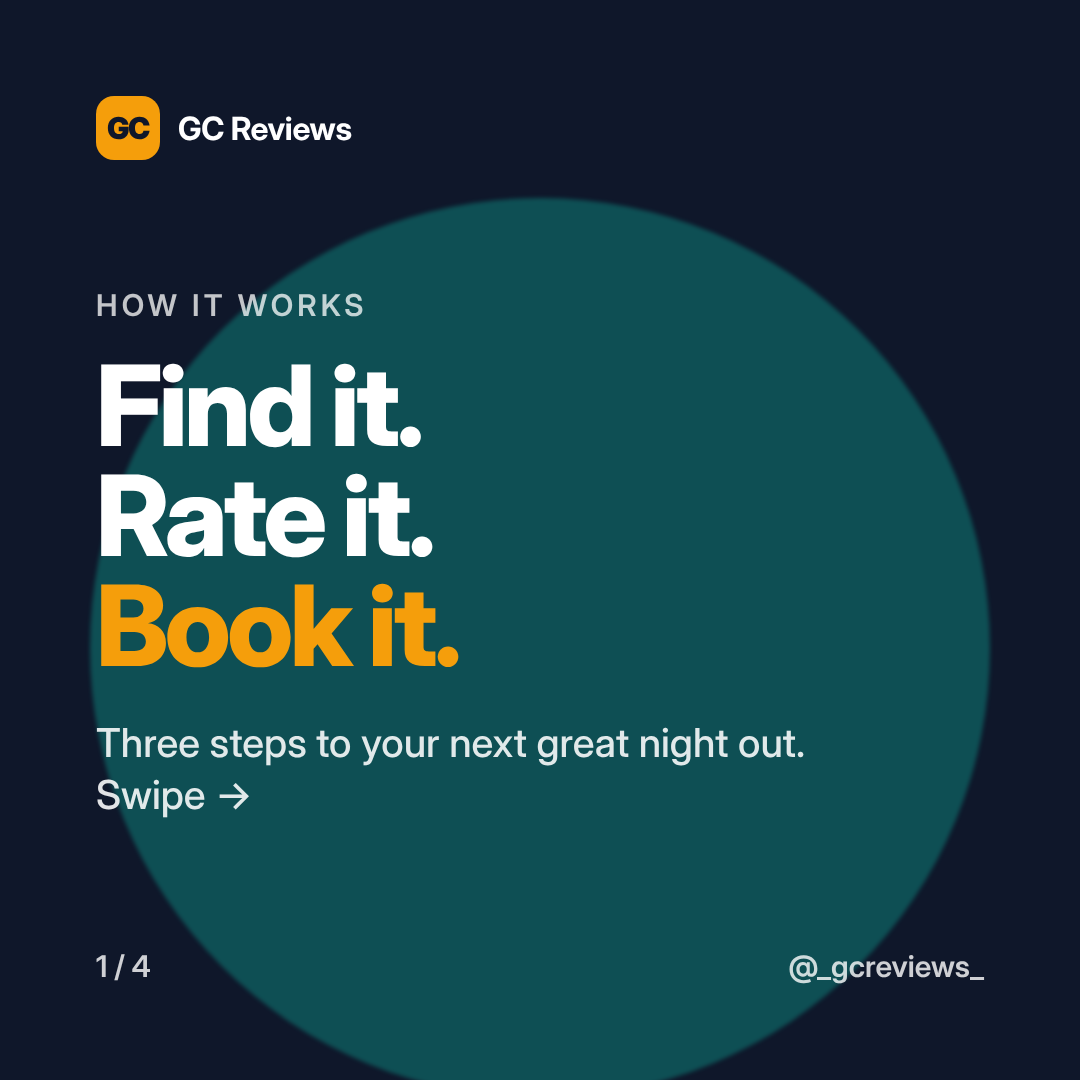 GC GC Reviews
HOW IT WORKS
Find it.
Rate it.
Book it.
Three steps to your next great night out.
Swipe →
1 / 4 @_gcreviews_